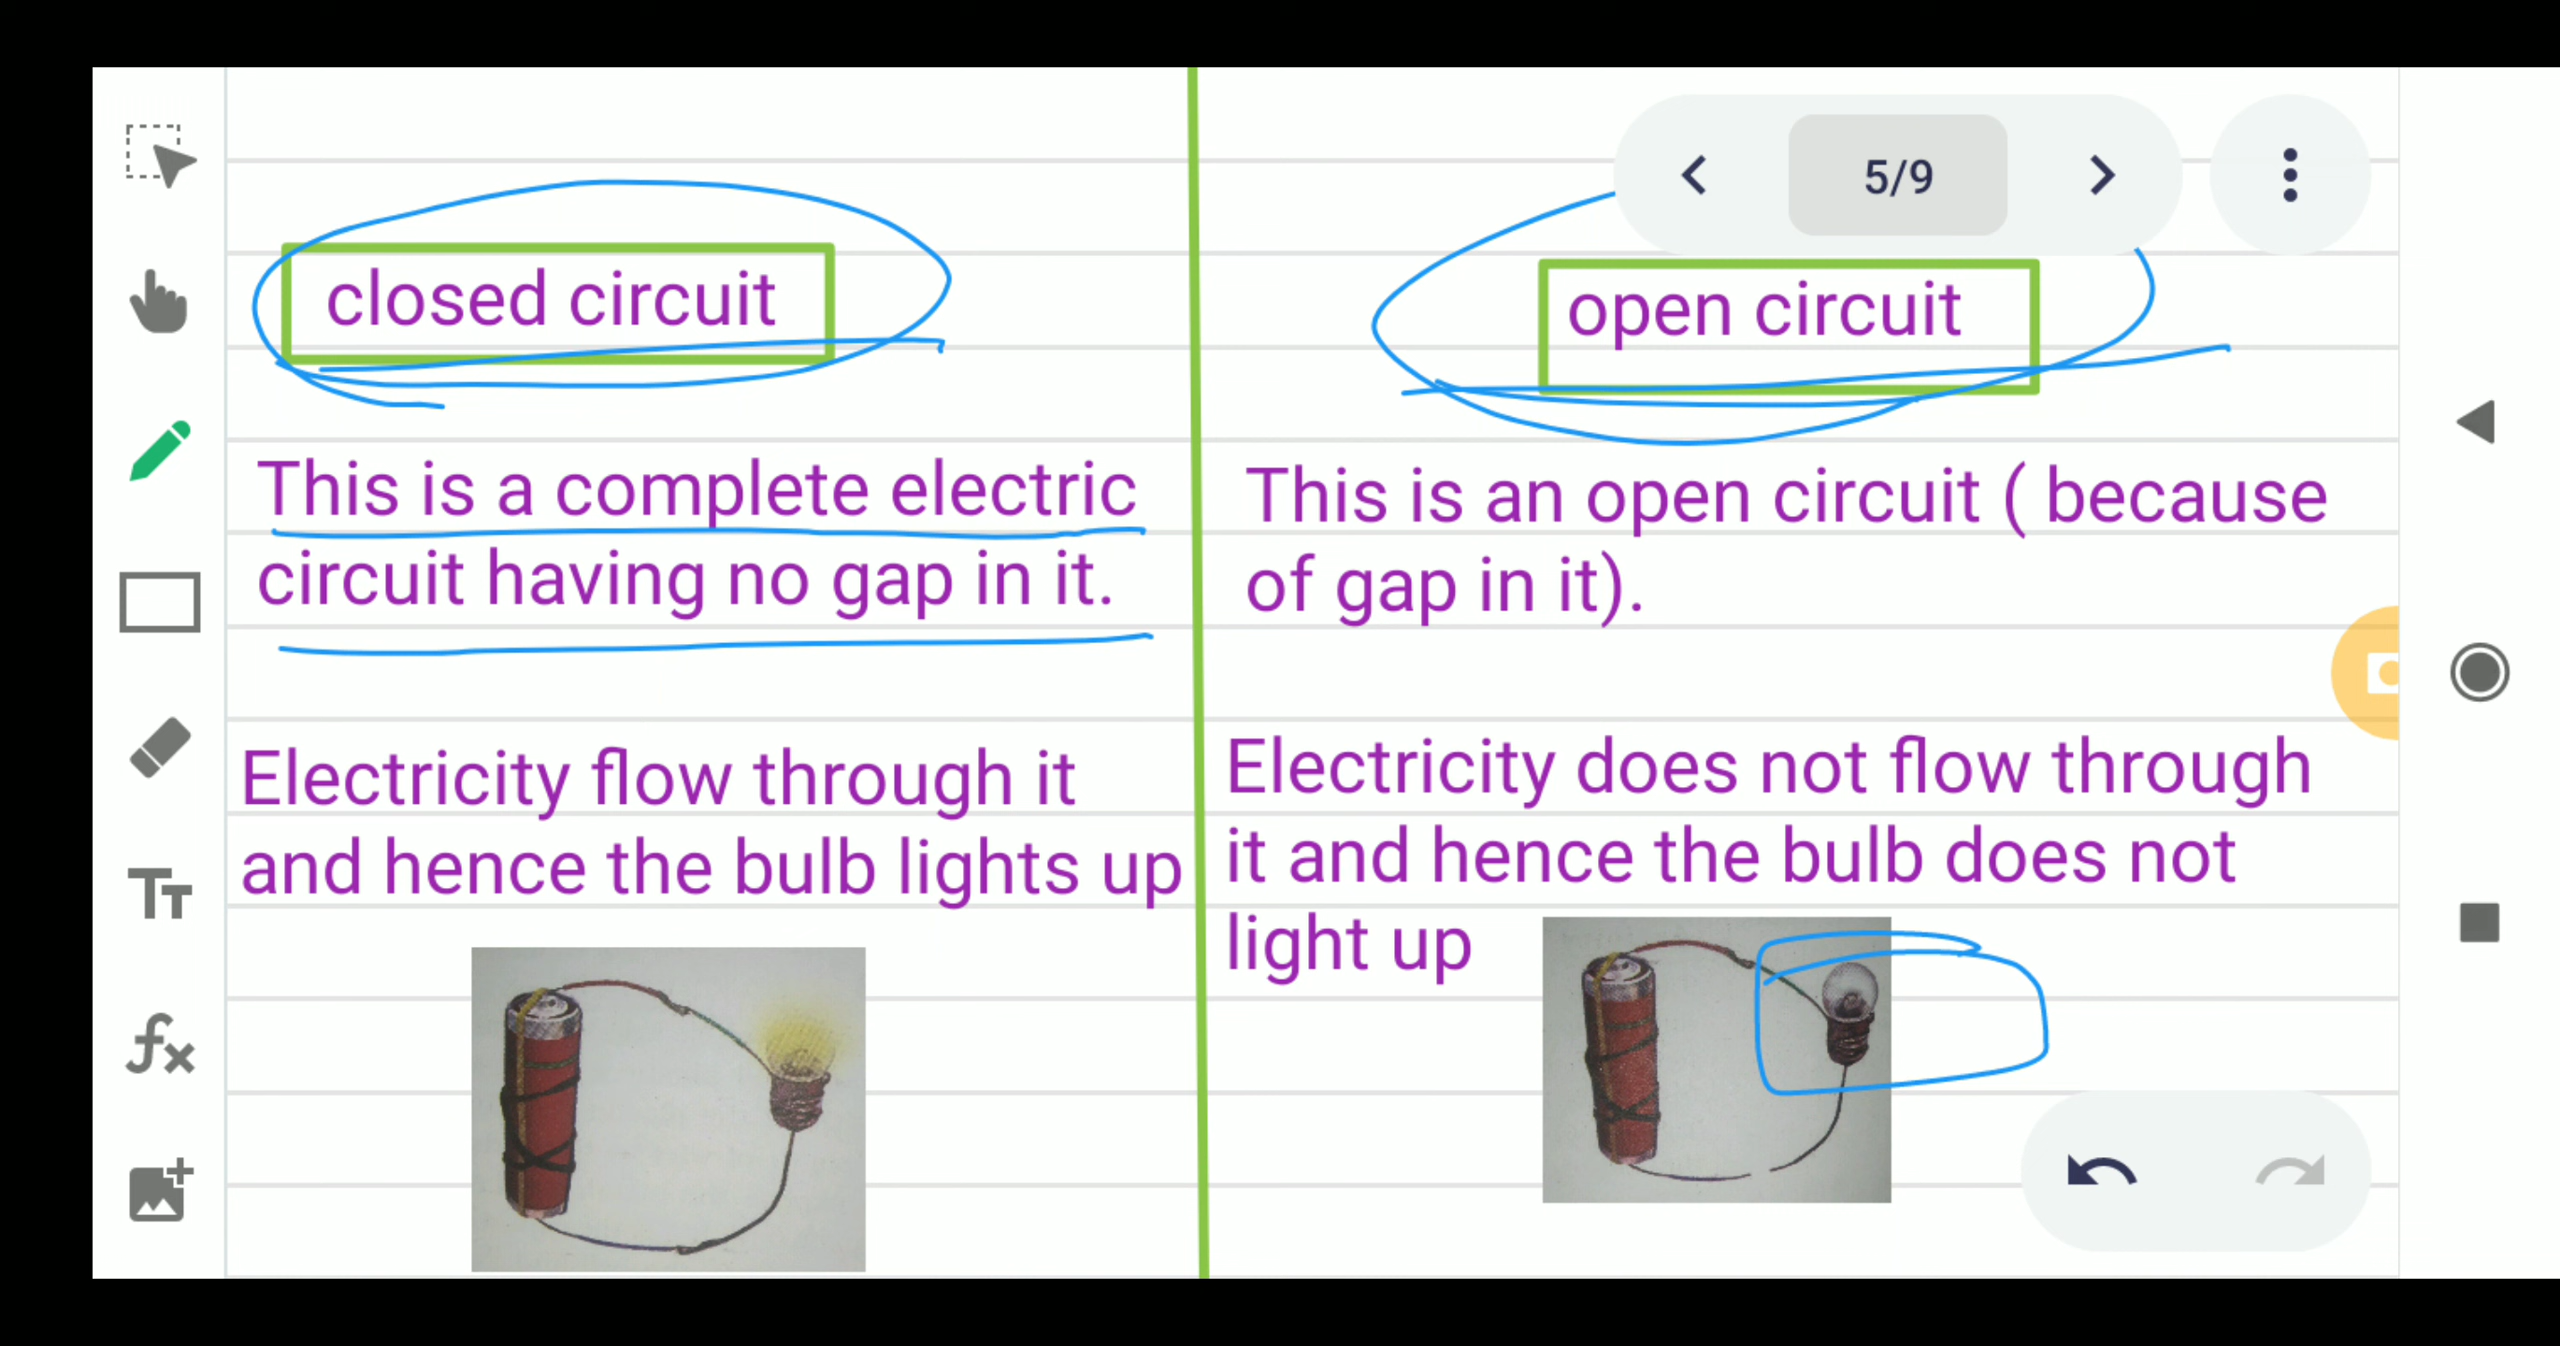 5/9
closed circuit
This is a complete electric
circuit having no gap in it.
Electricity flow through it
and hence the bulb lights up
open circuit
This is an open circuit ( because
of gap in it).
Electricity does not flow through
it and hence the bulb does not
light up
TT
fx